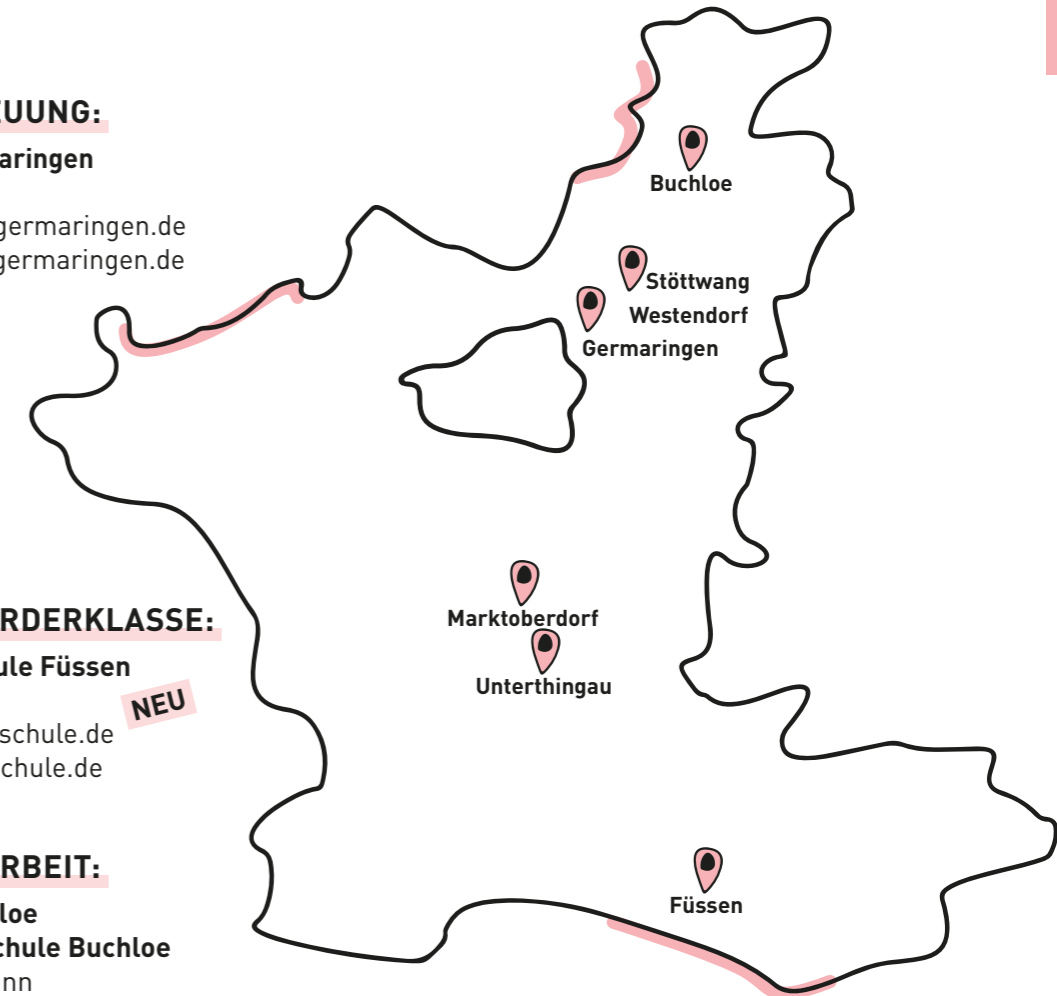 EUUNG:
aringen
germaringen.de
germaringen.de
RDERKLASSE:
ule Füssen
NEU
schule.de
chule.de
RBEIT:
loe
chule Buchloe
nn
Buchloe
Stöttwang
Westendorf
Germaringen
Marktoberdorf
Unterthingau
Füssen